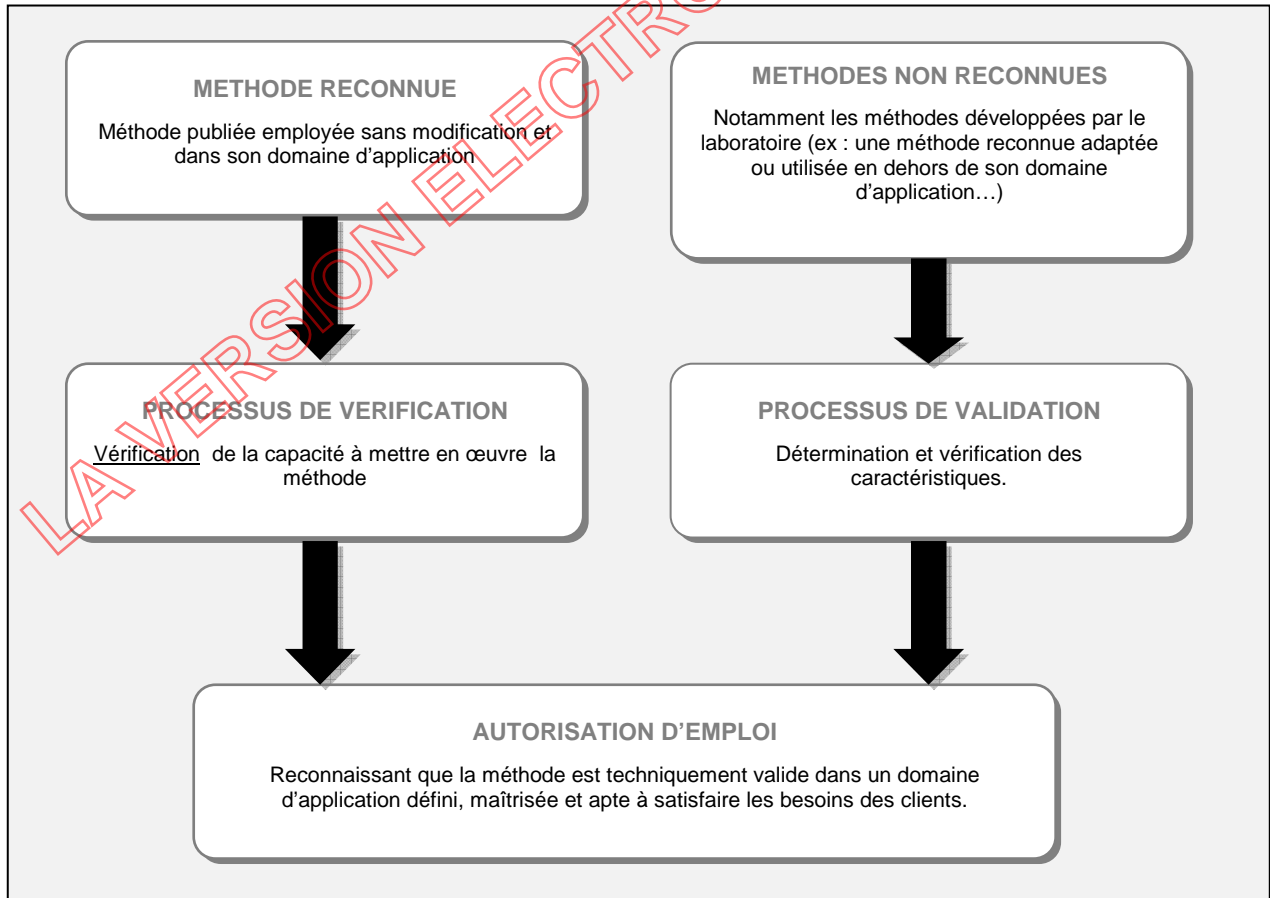 METHODE RECONNUE
Méthode publiée employée sans modification et
dans son domaine d'application
METHODES NON RECONNUES
Notamment les méthodes développées par le
laboratoire (ex : une méthode reconnue adaptée
ou utilisée en dehors de son domaine
d'application…)
PROCESSUS DE VERIFICATION
Vérification de la capacité à mettre en œuvre la
méthode
PROCESSUS DE VALIDATION
Détermination et vérification des
caractéristiques.
AUTORISATION D'EMPLOI
Reconnaissant que la méthode est techniquement valide dans un domaine
d'application défini, maîtrisée et apte à satisfaire les besoins des clients.
LA VERSION ELECTRO